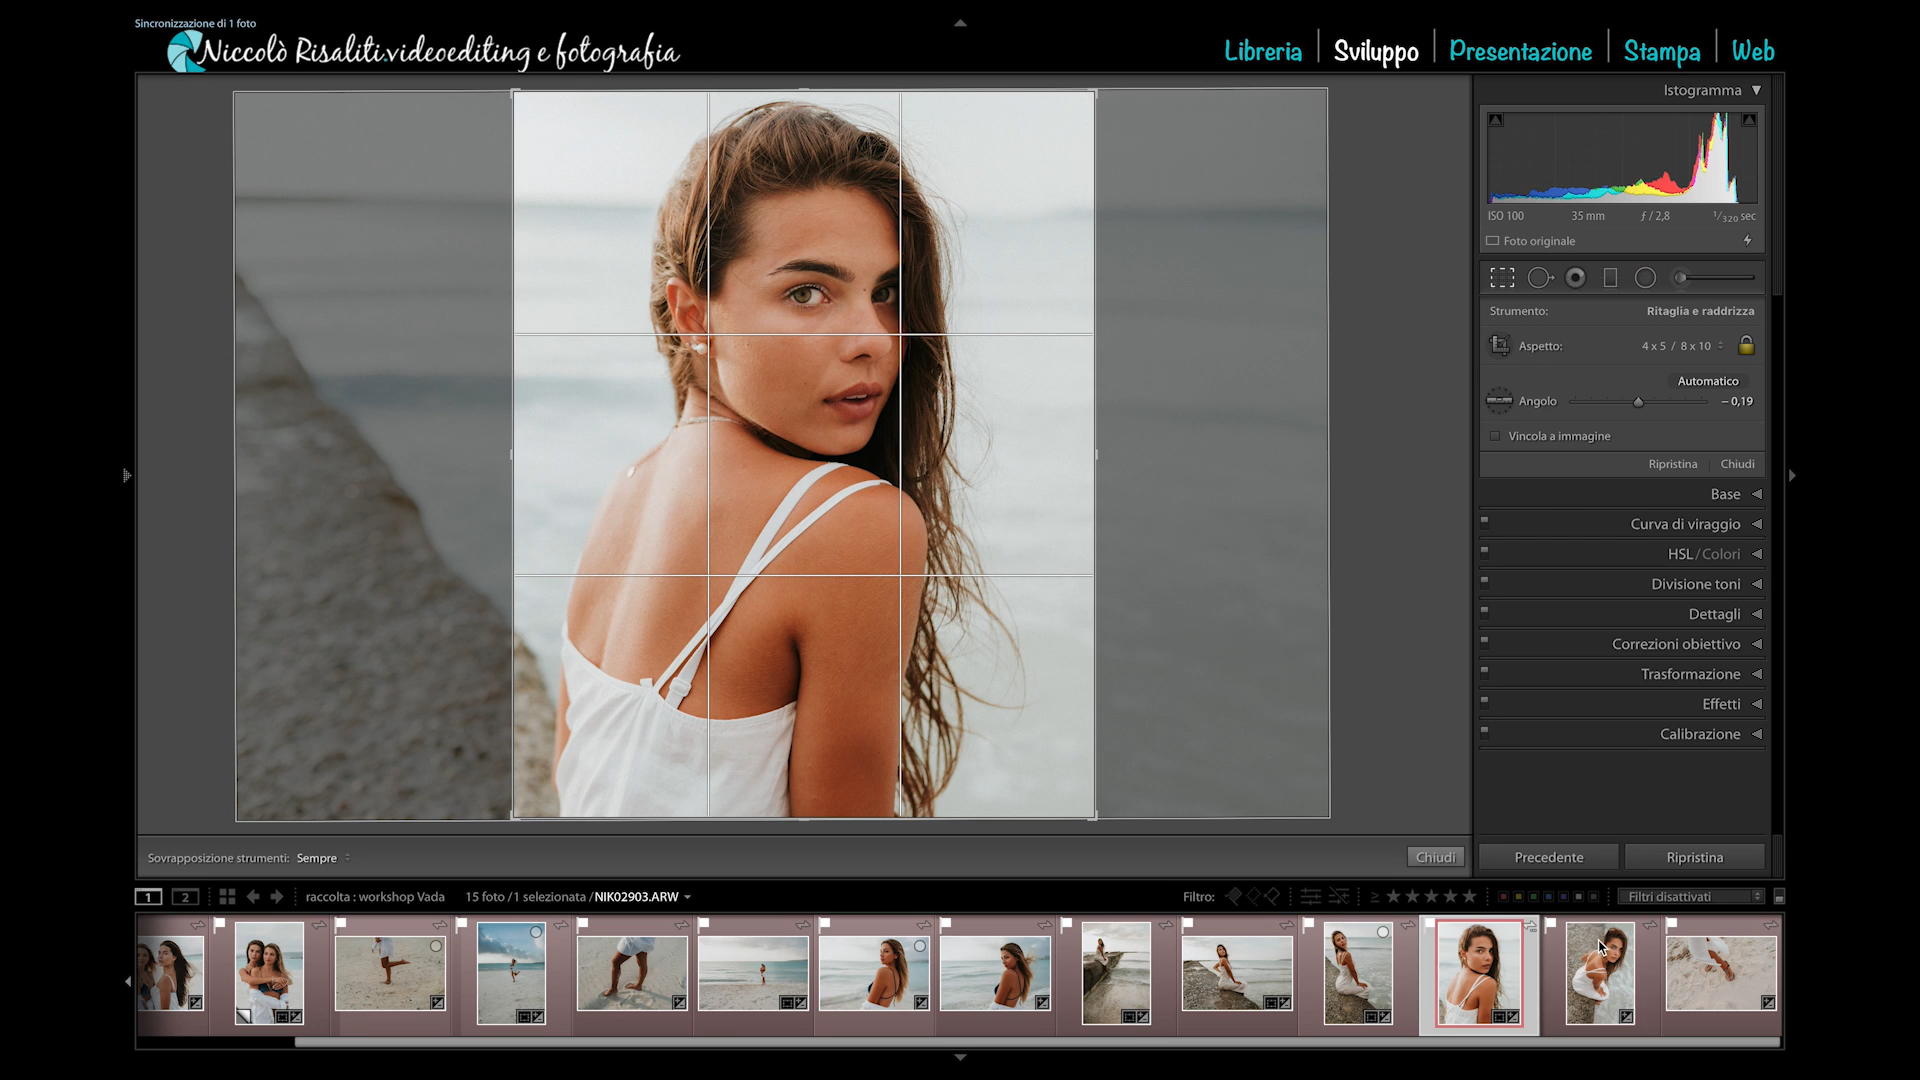 Sincronizzazione di 1 foto
Niccolò Risaliti.videoediting e fotografia
Libreria | Sviluppo | Presentazione | Stampa | Web
Istogramma
ISO 100 35 mm ƒ / 2,8 1/320 sec
Foto originale
Strumento: Ritaglia e raddrizza
Aspetto: 4 x 5 / 8 x 10
Automatico
Angolo – 0,19
Vincola a immagine
Ripristina | Chiudi
Base
Curva di viraggio
HSL / Colori
Divisione toni
Dettagli
Correzioni obiettivo
Trasformazione
Effetti
Calibrazione
Sovrapposizione strumenti: Sempre
Chiudi
Precedente
Ripristina
1 2 raccolta : workshop Vada 15 foto /1 selezionata /NIK02903.ARW
Filtro: ≥ Filtri disattivati